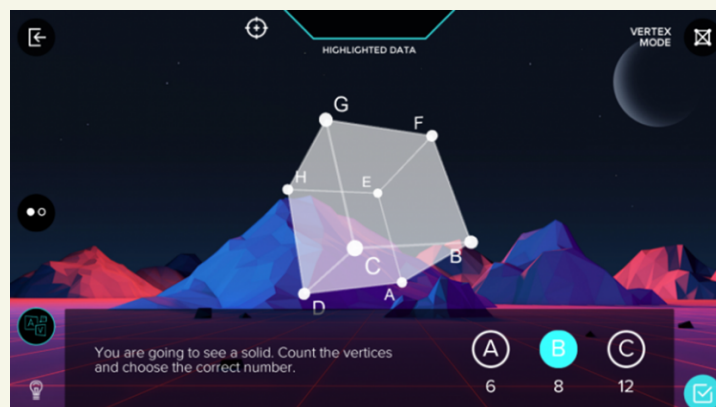 VERTEX
MODE
HIGHLIGHTED DATA
G
F
H
E
C
B
A
D
You are going to see a solid. Count the vertices
and choose the correct number.
A B C
6 8 12